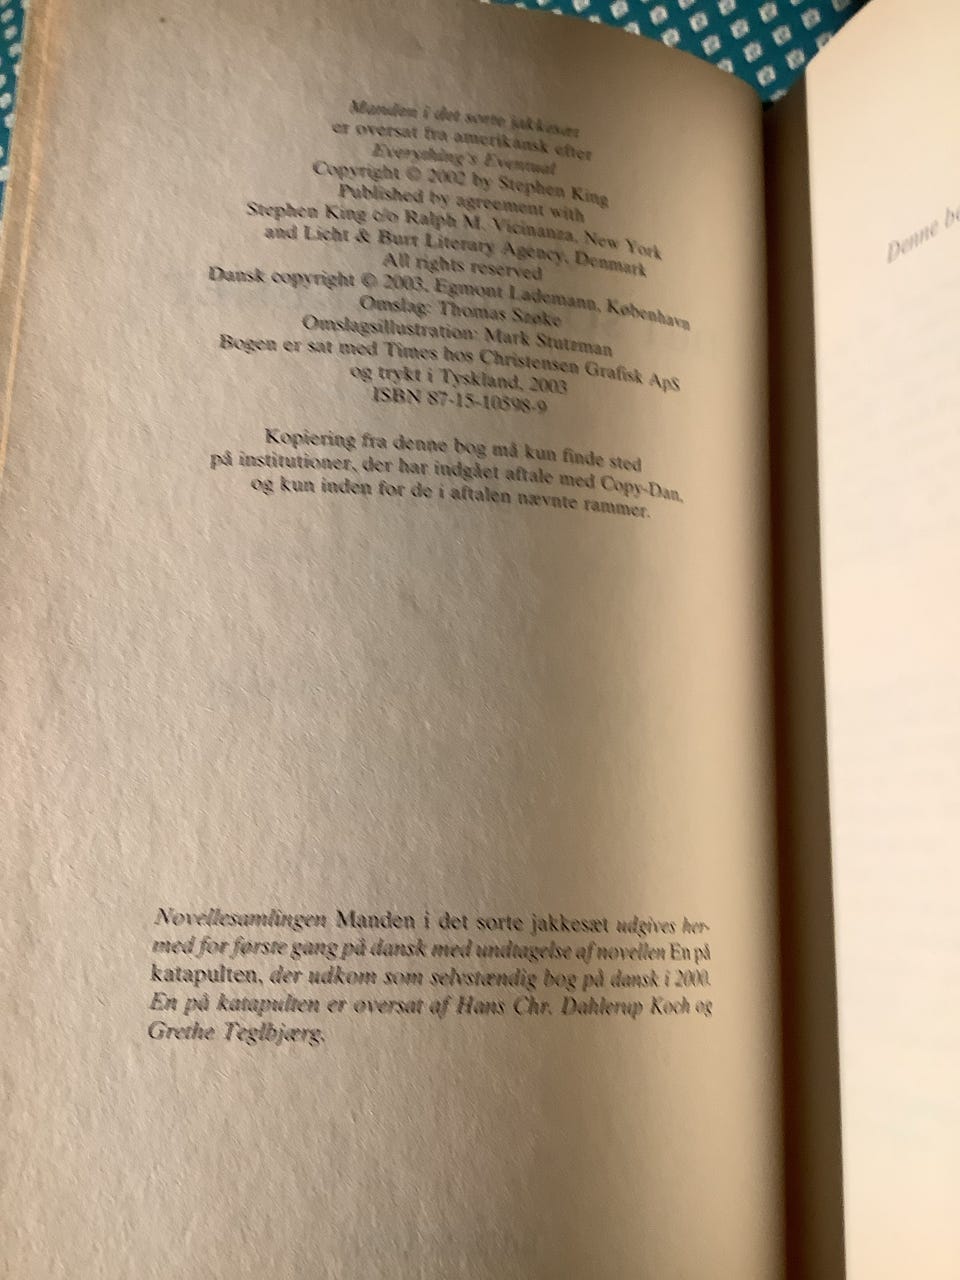 Manden i det sorte jakkesæt
er oversat fra amerikansk efter
Everything's Eventual
Copyright © 2002 by Stephen King
Published by agreement with
Stephen King c/o Ralph M. Vicinanza, New York
and Licht & Burr Literary Agency, Denmark
All rights reserved
Dansk copyright © 2003, Egmont Lademann, København
Omslag: Thomas Szøke
Omslagsillustration: Mark Stutzman
Bogen er sat med Times hos Christensen Grafisk ApS
og trykt i Tyskland, 2003
ISBN 87-15-10598-9
Kopiering fra denne bog må kun finde sted
på institutioner, der har indgået aftale med Copy-Dan,
og kun inden for de i aftalen nævnte rammer.
Novellesamlingen Manden i det sorte jakkesæt udgives her-
med for første gang på dansk med undtagelse af novellen En på
katapulten, der udkom som selvstændig bog på dansk i 2000.
En på katapulten er oversat af Hans Chr. Dahlerup Koch og
Grethe Teglbjærg.
Denne